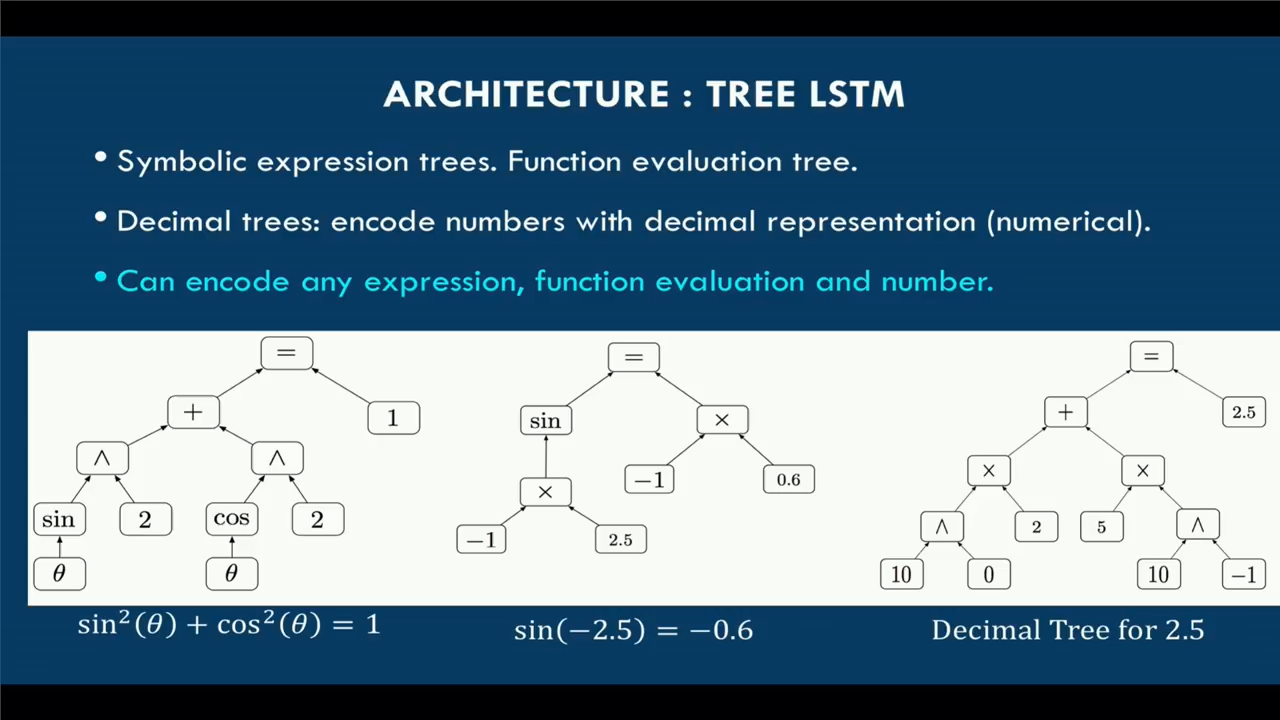 ARCHITECTURE : TREE LSTM
• Symbolic expression trees. Function evaluation tree.
• Decimal trees: encode numbers with decimal representation (numerical).
• Can encode any expression, function evaluation and number.
=
+
1
∧
∧
sin
2
cos
2
θ
θ
sin²(θ) + cos²(θ) = 1
=
sin
×
×
−1
0.6
−1
2.5
sin(−2.5) = −0.6
=
+
2.5
×
×
∧
2
5
∧
10
0
10
−1
Decimal Tree for 2.5